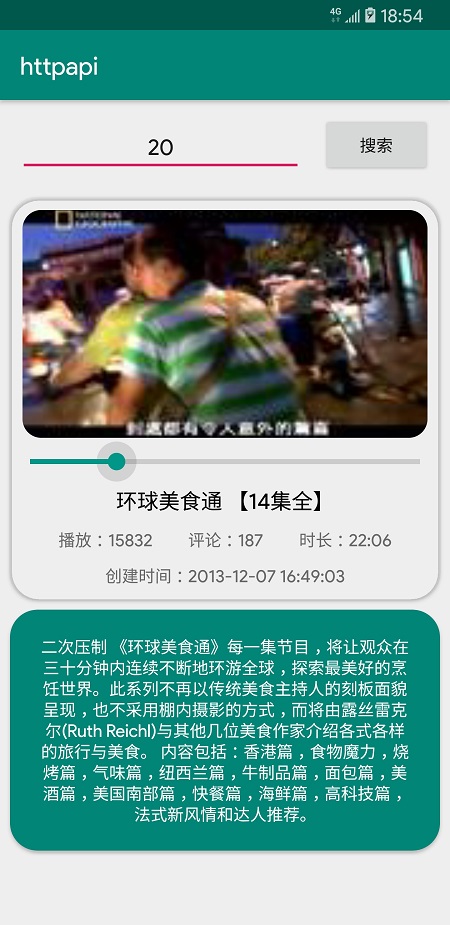 4G 18:54
httpapi
20
搜索
NATIONAL
GEOGRAPHIC
到處都有令人意外的驚喜
环球美食通 【14集全】
播放：15832 评论：187 时长：22:06
创建时间：2013-12-07 16:49:03
二次压制 《环球美食通》每一集节目，将让观众在
三十分钟内连续不断地环游全球，探索最美好的烹
饪世界。此系列不再以传统美食主持人的刻板面貌
呈现，也不采用棚内摄影的方式，而将由露丝雷克
尔(Ruth Reichl)与其他几位美食作家介绍各式各样
的旅行与美食。 内容包括：香港篇，食物魔力，烧
烤篇，气味篇，纽西兰篇，牛制品篇，面包篇，美
酒篇，美国南部篇，快餐篇，海鲜篇，高科技篇，
法式新风情和达人推荐。